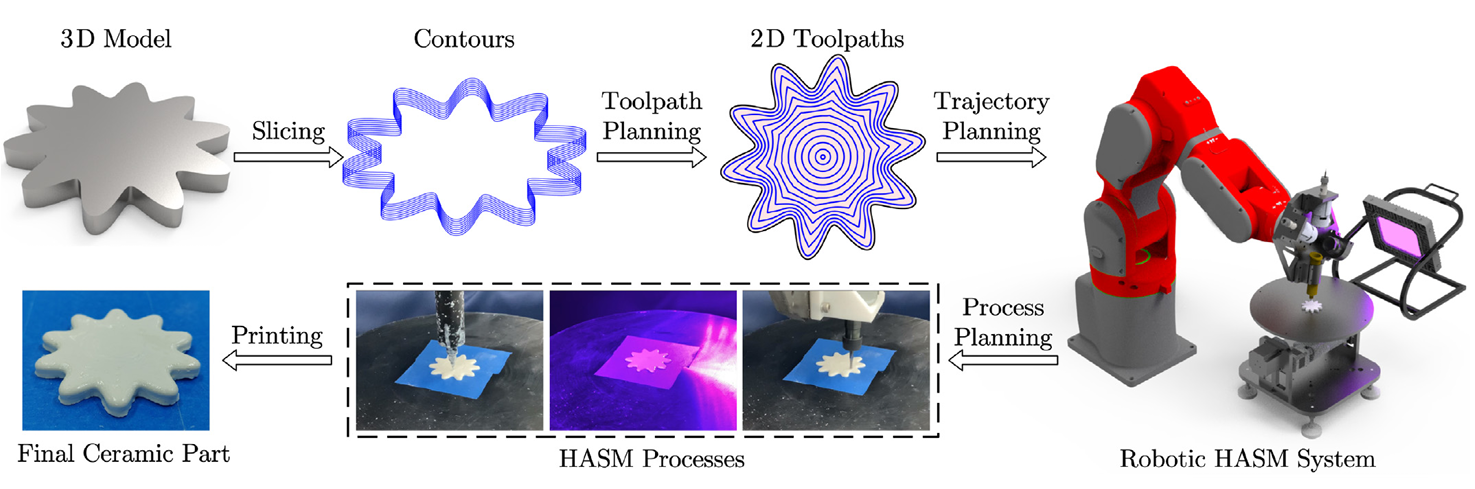 3D Model
Contours
2D Toolpaths
Slicing
Toolpath
Planning
Trajectory
Planning
Printing
Process
Planning
Final Ceramic Part
HASM Processes
Robotic HASM System